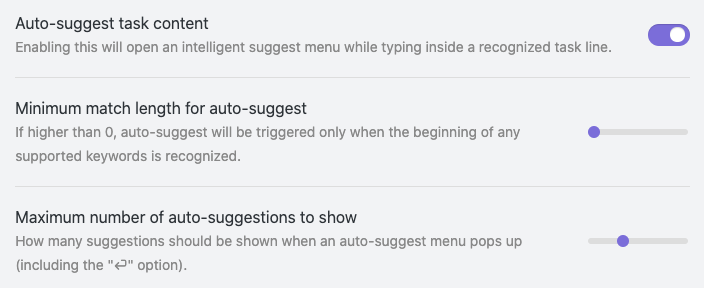 Auto-suggest task content
Enabling this will open an intelligent suggest menu while typing inside a recognized task line.
Minimum match length for auto-suggest
If higher than 0, auto-suggest will be triggered only when the beginning of any
supported keywords is recognized.
Maximum number of auto-suggestions to show
How many suggestions should be shown when an auto-suggest menu pops up
(including the "⏎" option).